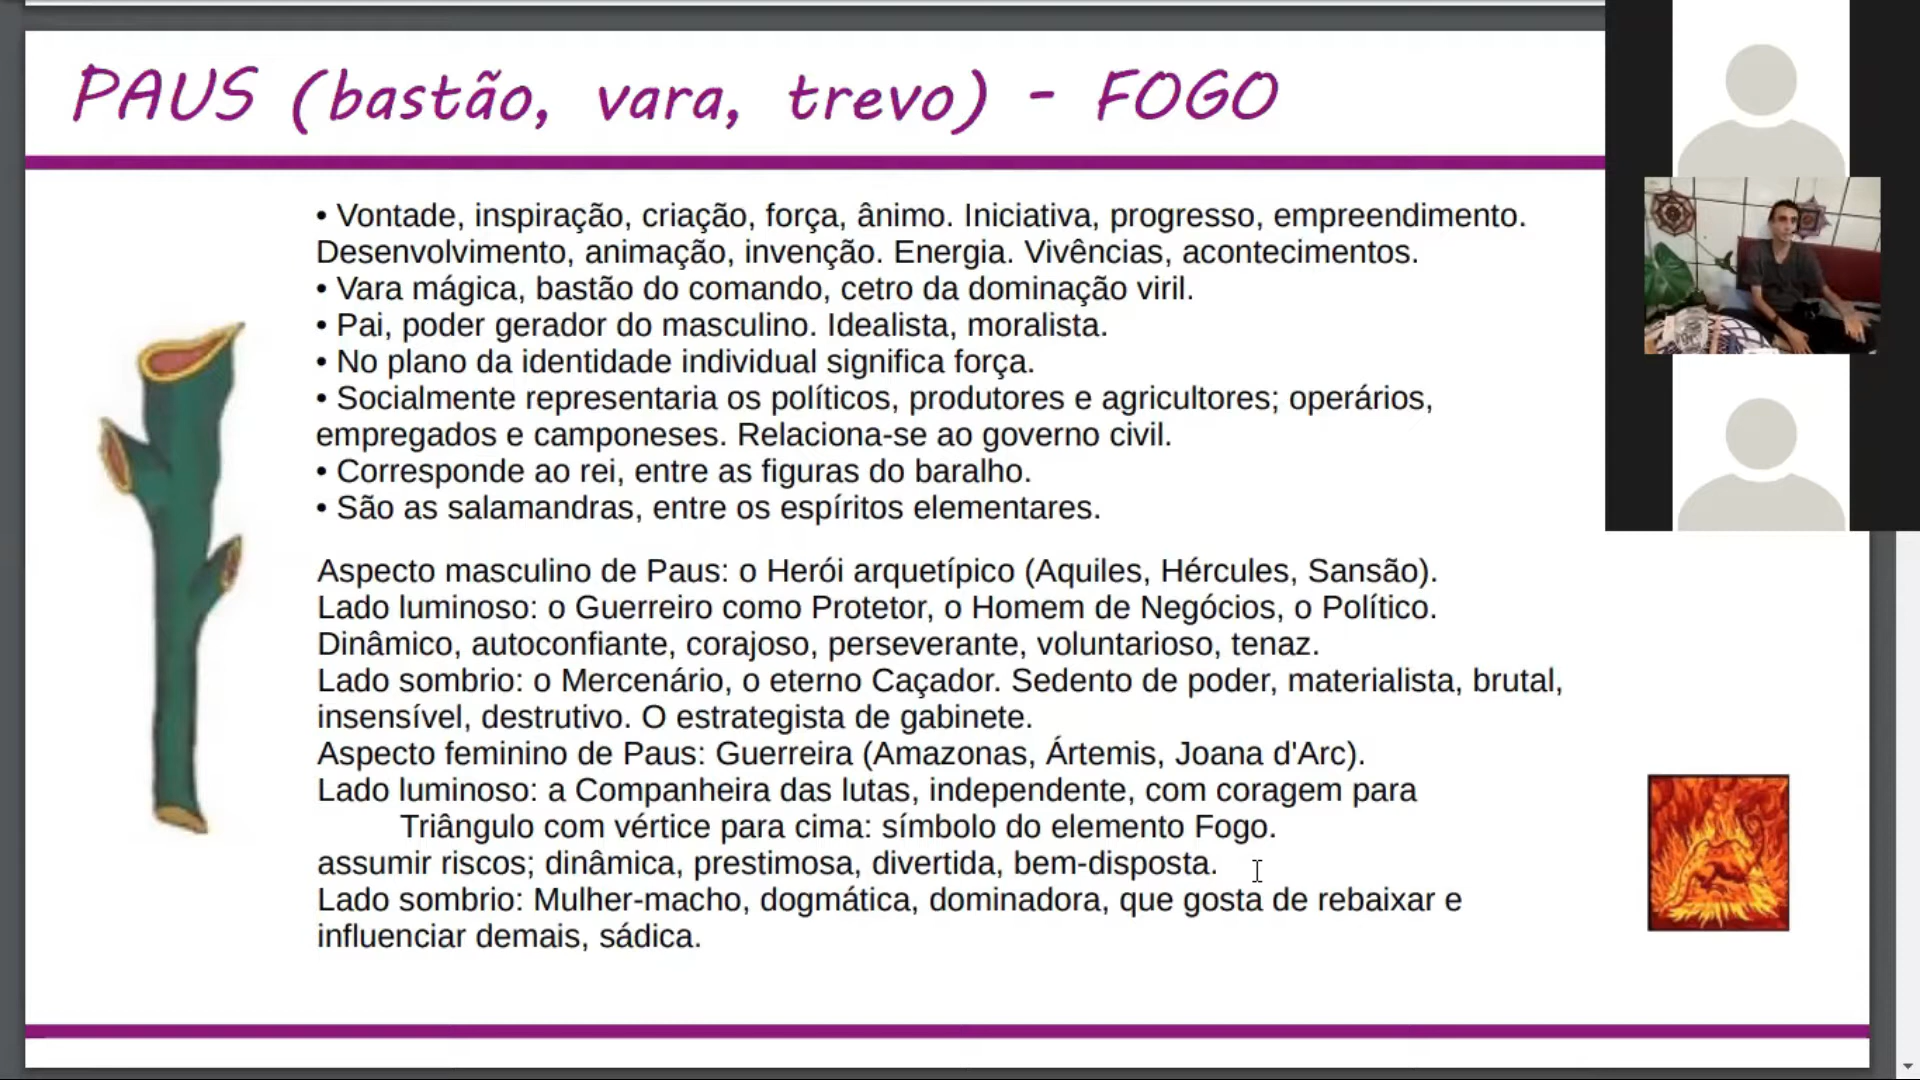 PAUS (bastão, vara, trevo) - FOGO
• Vontade, inspiração, criação, força, ânimo. Iniciativa, progresso, empreendimento.
Desenvolvimento, animação, invenção. Energia. Vivências, acontecimentos.
• Vara mágica, bastão do comando, cetro da dominação viril.
• Pai, poder gerador do masculino. Idealista, moralista.
• No plano da identidade individual significa força.
• Socialmente representaria os políticos, produtores e agricultores; operários,
empregados e camponeses. Relaciona-se ao governo civil.
• Corresponde ao rei, entre as figuras do baralho.
• São as salamandras, entre os espíritos elementares.
Aspecto masculino de Paus: o Herói arquetípico (Aquiles, Hércules, Sansão).
Lado luminoso: o Guerreiro como Protetor, o Homem de Negócios, o Político.
Dinâmico, autoconfiante, corajoso, perseverante, voluntarioso, tenaz.
Lado sombrio: o Mercenário, o eterno Caçador. Sedento de poder, materialista, brutal,
insensível, destrutivo. O estrategista de gabinete.
Aspecto feminino de Paus: Guerreira (Amazonas, Ártemis, Joana d'Arc).
Lado luminoso: a Companheira das lutas, independente, com coragem para
Triângulo com vértice para cima: símbolo do elemento Fogo.
assumir riscos; dinâmica, prestimosa, divertida, bem-disposta.
Lado sombrio: Mulher-macho, dogmática, dominadora, que gosta de rebaixar e
influenciar demais, sádica.